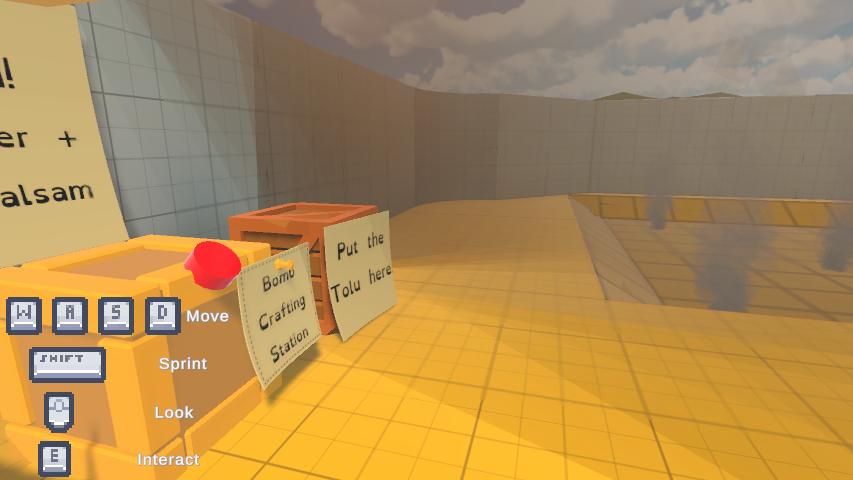 !
er +
alsam
Bomb
Crafting
Station
Put the
Tolu here
W A S D Move
SHIFT Sprint
Look
E Interact